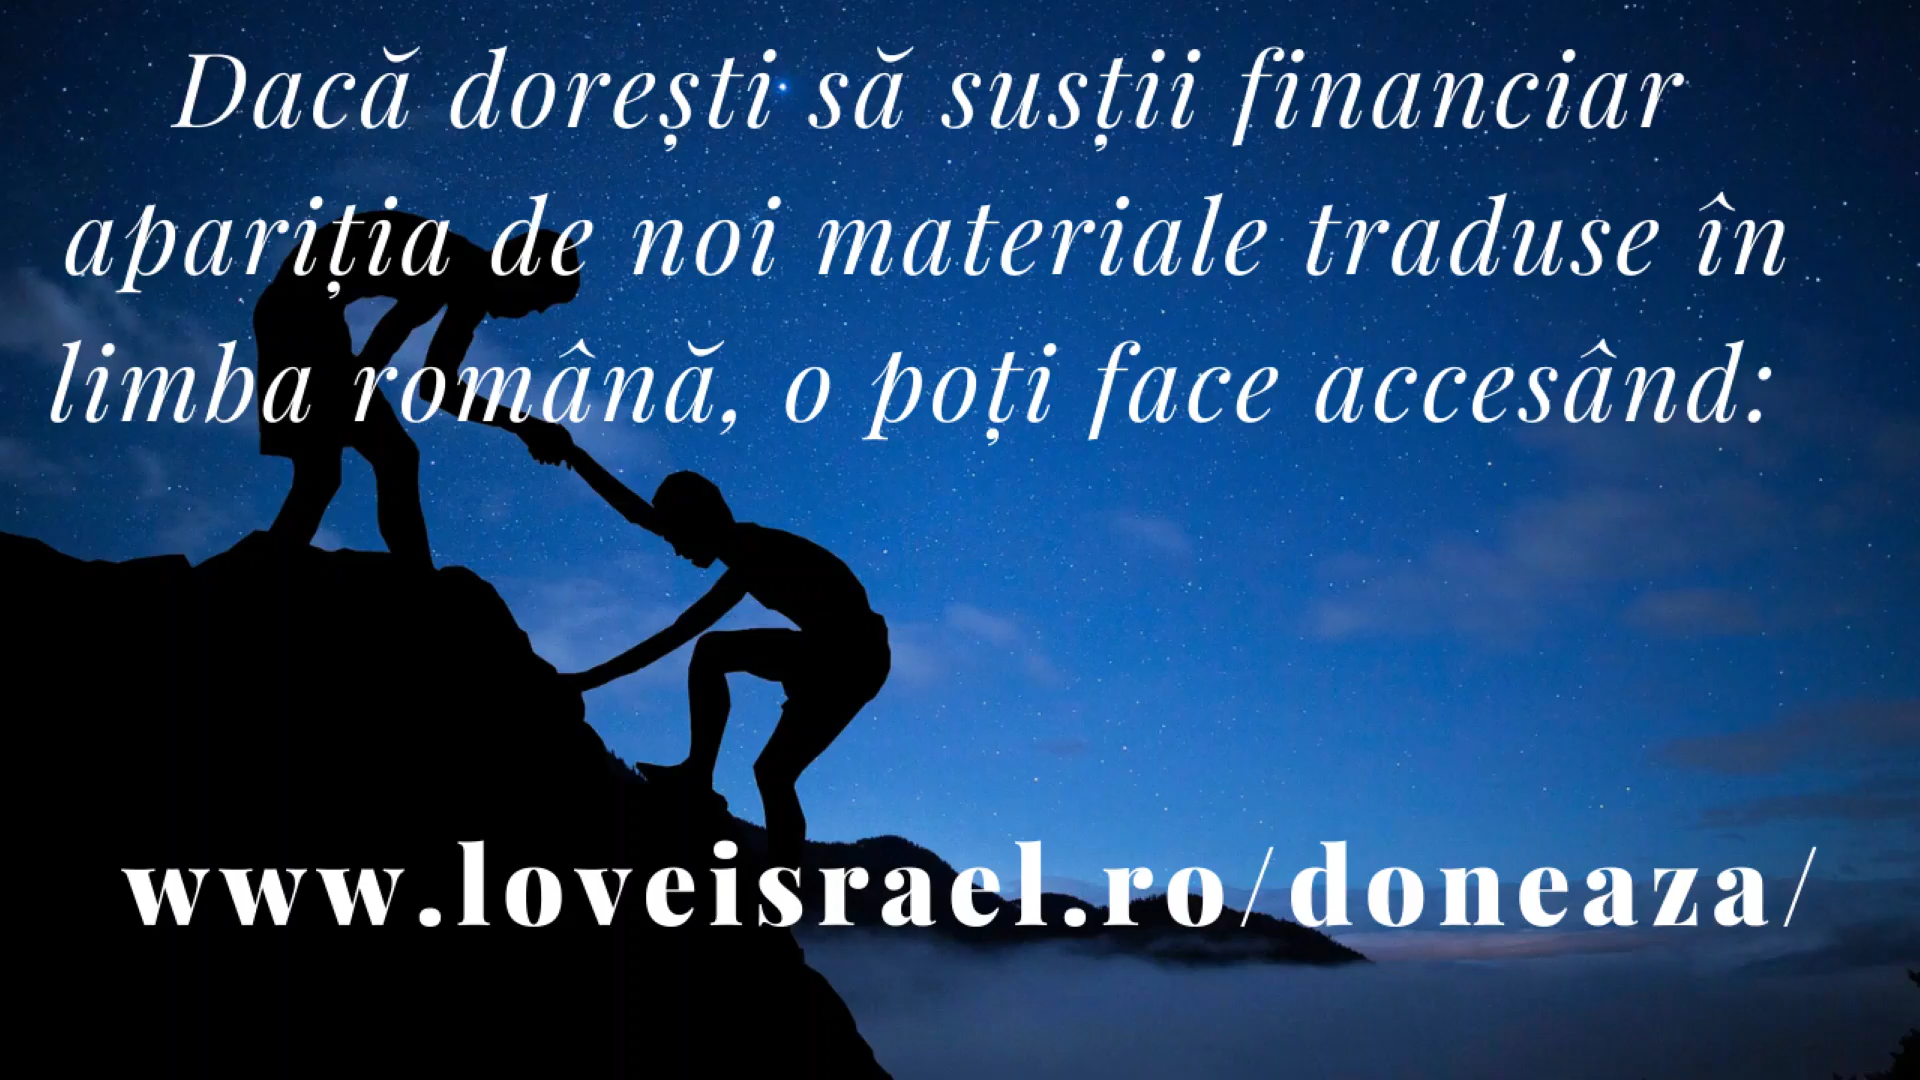 Dacă dorești să susții financiar
apariția de noi materiale traduse în
limba română, o poți face accesând:
www.loveisrael.ro/doneaza/